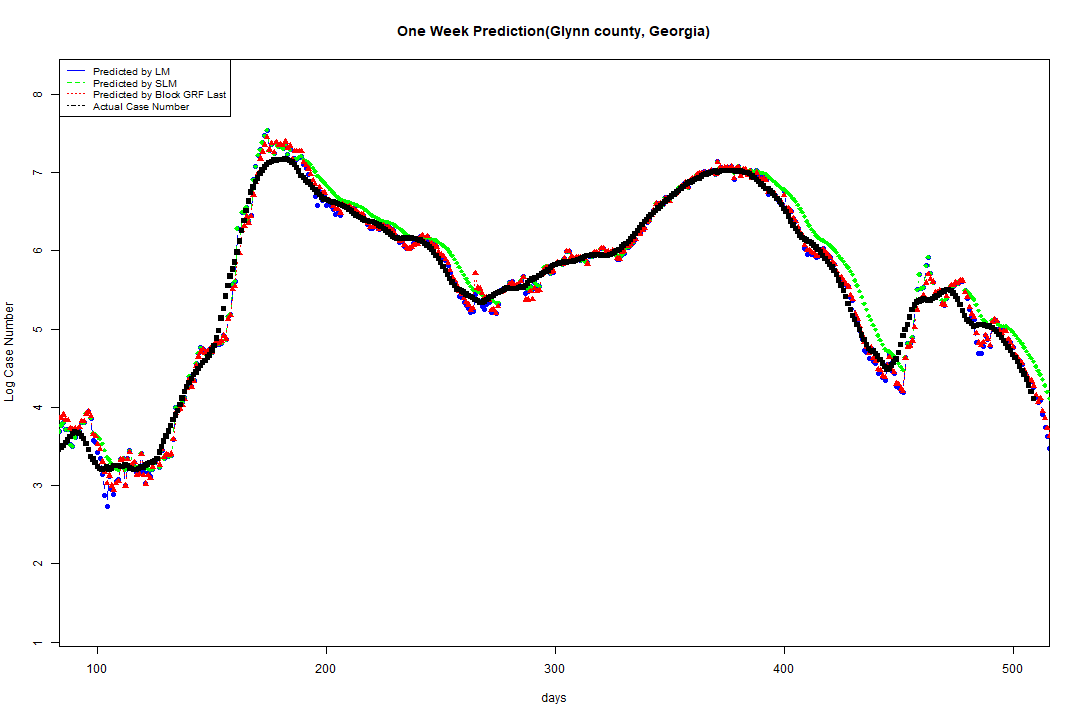 One Week Prediction(Glynn county, Georgia)
Predicted by LM
Predicted by SLM
Predicted by Block GRF Last
Actual Case Number
8
7
6
5
4
3
2
1
Log Case Number
100 200 300 400 500
days